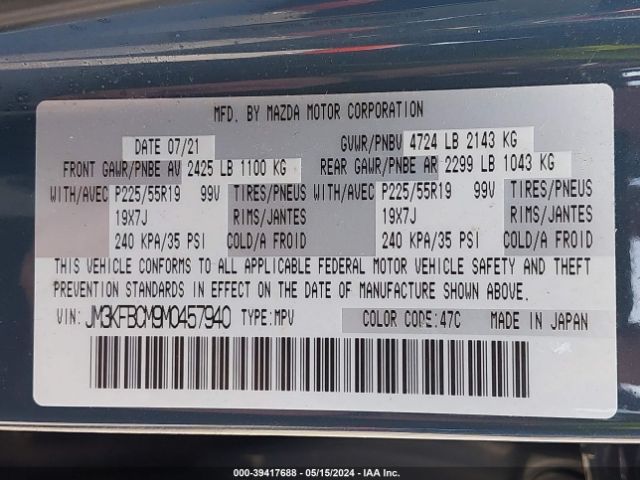 MFD. BY MAZDA MOTOR CORPORATION
DATE 07/21 GVWR/PNBV 4724 LB 2143 KG
FRONT GAWR/PNBE AV 2425 LB 1100 KG REAR GAWR/PNBE AR 2299 LB 1043 KG
WITH/AVEC P225/55R19 99V TIRES/PNEUS WITH/AVEC P225/55R19 99V TIRES/PNEUS
19X7J RIMS/JANTES 19X7J RIMS/JANTES
240 KPA/35 PSI COLD/A FROID 240 KPA/35 PSI COLD/A FROID
THIS VEHICLE CONFORMS TO ALL APPLICABLE FEDERAL MOTOR VEHICLE SAFETY AND THEFT
PREVENTION STANDARDS IN EFFECT ON THE DATE OF MANUFACTURE SHOWN ABOVE.
VIN: JM3KFBCM9M0457940 TYPE:MPV COLOR CODE:47C MADE IN JAPAN
000-39417688 - 05/15/2024 - IAA Inc.